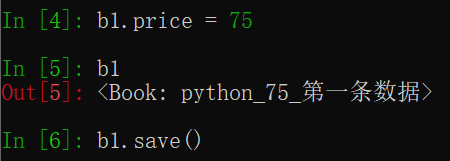 In [4]: b1.price = 75
In [5]: b1
Out[5]: <Book: python_75_第一条数据>
In [6]: b1.save()